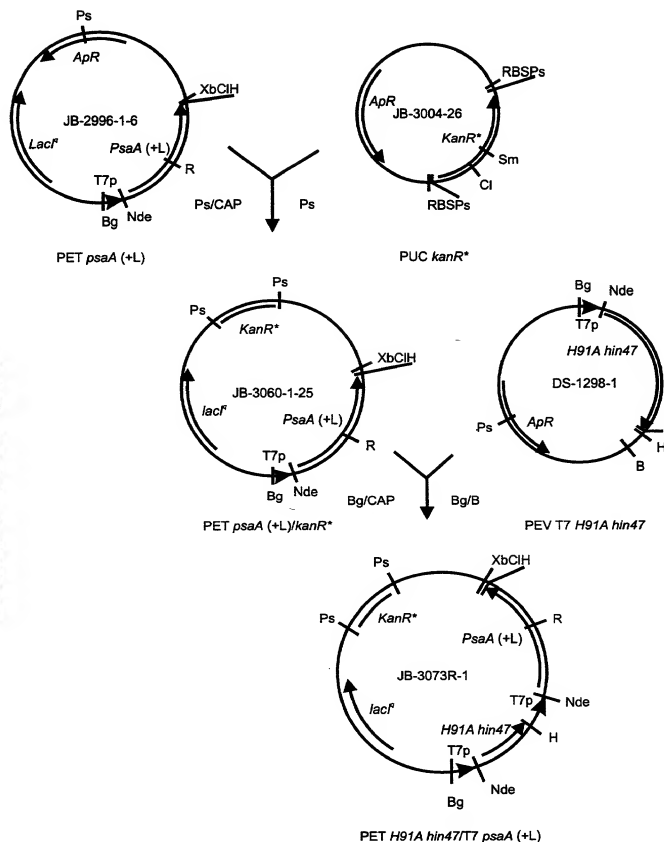 Ps
ApR
XbClH
JB-2996-1-6
LacIq
PsaA (+L)
R
T7p
Nde
Bg
PET psaA (+L)
RBSPs
ApR
JB-3004-26
KanR*
Sm
Cl
RBSPs
PUC kanR*
Ps/CAP
Ps
Ps
Ps
KanR*
XbClH
JB-3060-1-25
lacIq
PsaA (+L)
R
T7p
Nde
Bg
PET psaA (+L)/kanR*
Bg
Nde
T7p
H91A hin47
DS-1298-1
Ps
ApR
H
B
PEV T7 H91A hin47
Bg/CAP
Bg/B
XbClH
Ps
Ps
KanR*
R
PsaA (+L)
JB-3073R-1
T7p
Nde
lacIq
H91A hin47
H
T7p
Nde
Bg
PET H91A hin47/T7 psaA (+L)